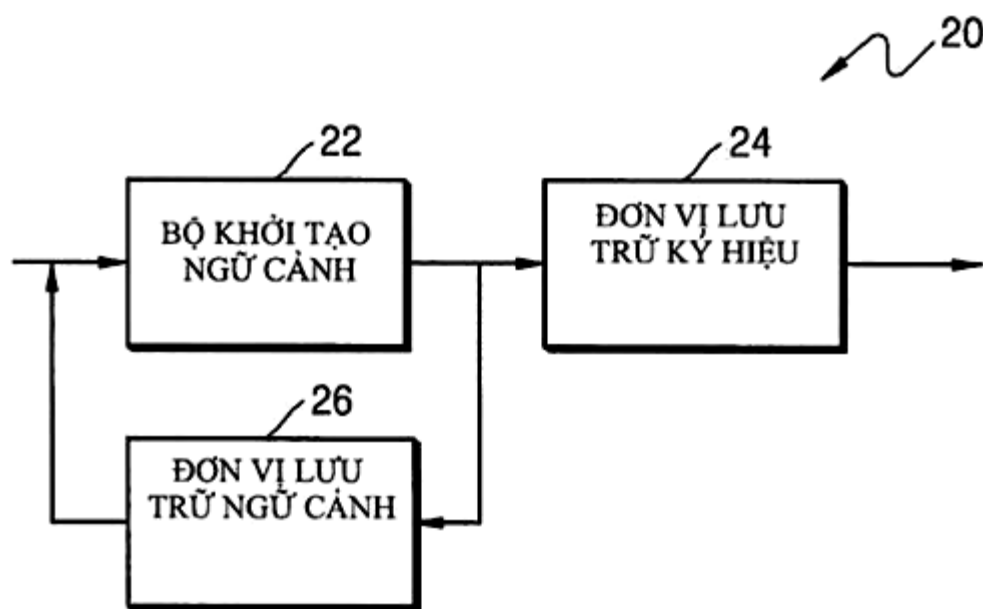 20
22
24
BỘ KHỞI TẠO
NGỮ CẢNH
ĐƠN VỊ LƯU
TRỮ KÝ HIỆU
26
ĐƠN VỊ LƯU
TRỮ NGỮ CẢNH